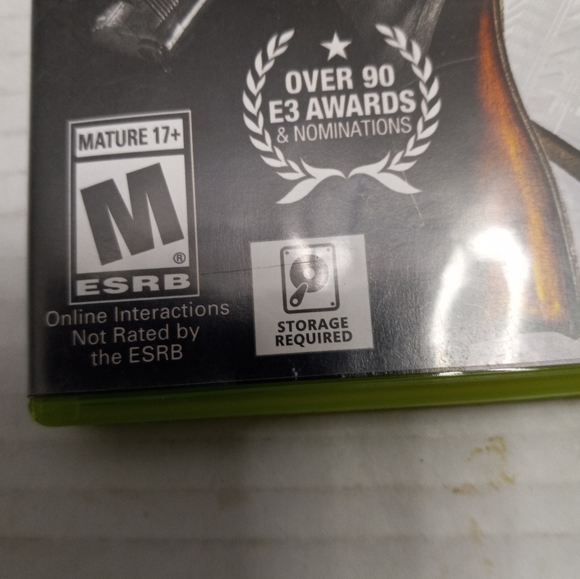 OVER 90
E3 AWARDS
& NOMINATIONS
MATURE 17+
M
®
ESRB
Online Interactions
Not Rated by
the ESRB
STORAGE
REQUIRED